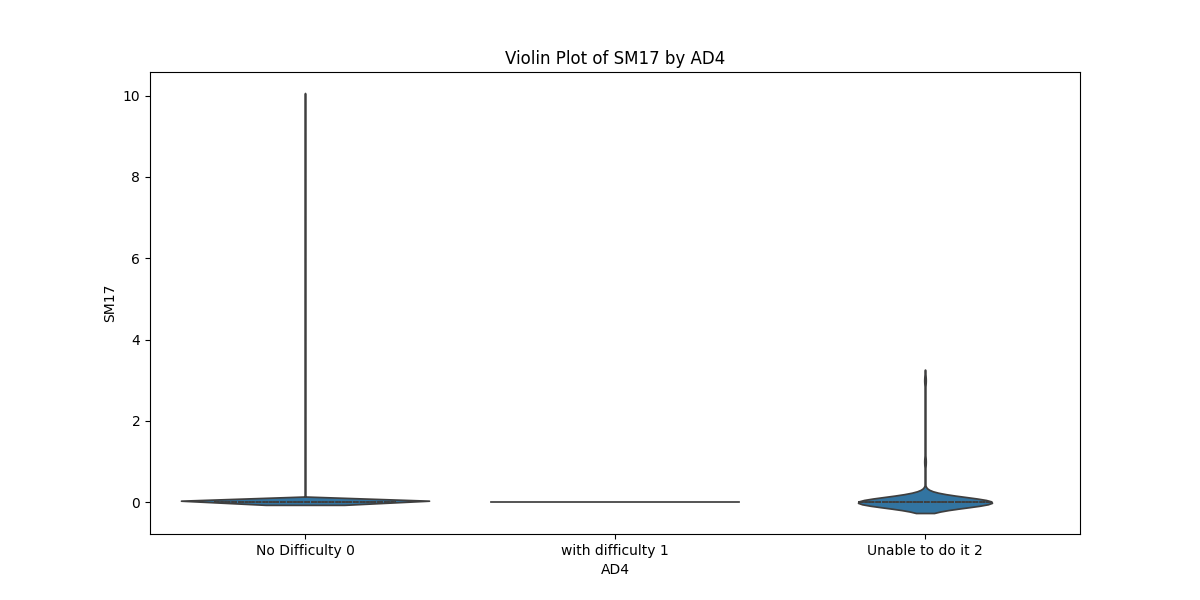 Violin Plot of SM17 by AD4
10
8
6
4
2
0
SM17
No Difficulty 0
with difficulty 1
Unable to do it 2
AD4